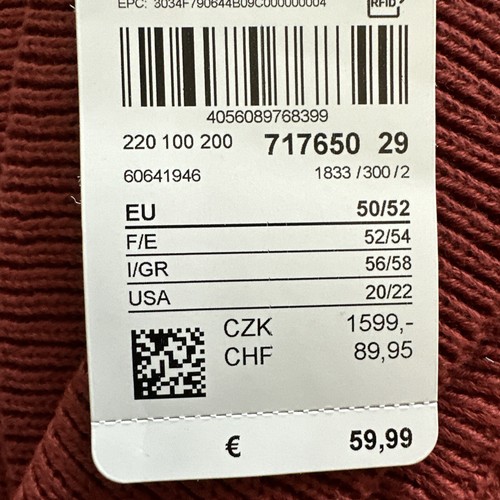 EPC: 3034F790644B09C000000004
RFID
4056089768399
220 100 200 717650 29
60641946 1833 /300/2
EU 50/52
F/E 52/54
I/GR 56/58
USA 20/22
CZK 1599,-
CHF 89,95
€ 59,99